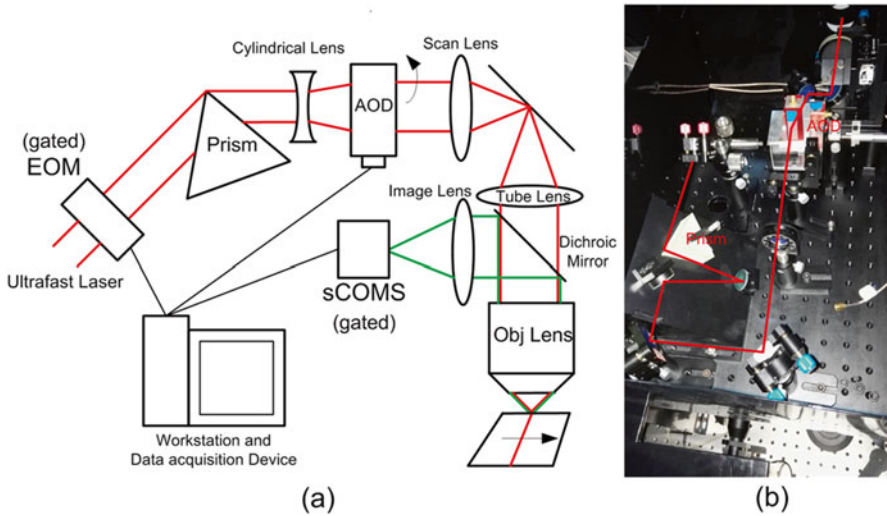 Cylindrical Lens
Scan Lens
AOD
(gated)
EOM
Prism
Image Lens
Tube Lens
Dichroic
Mirror
Ultrafast Laser
sCOMS
(gated)
Obj Lens
Workstation and
Data acquisition Device
(a)
AOD
Prism
(b)